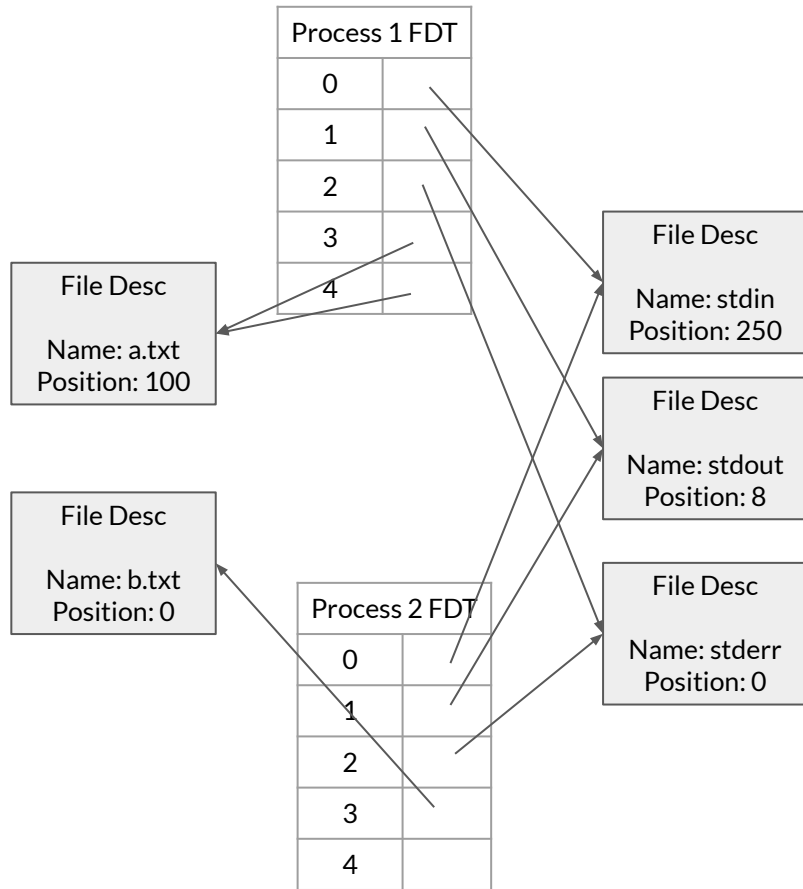 Process 1 FDT
0
1
2
3
4
File Desc
Name: a.txt
Position: 100
File Desc
Name: stdin
Position: 250
File Desc
Name: stdout
Position: 8
File Desc
Name: b.txt
Position: 0
File Desc
Name: stderr
Position: 0
Process 2 FDT
0
1
2
3
4